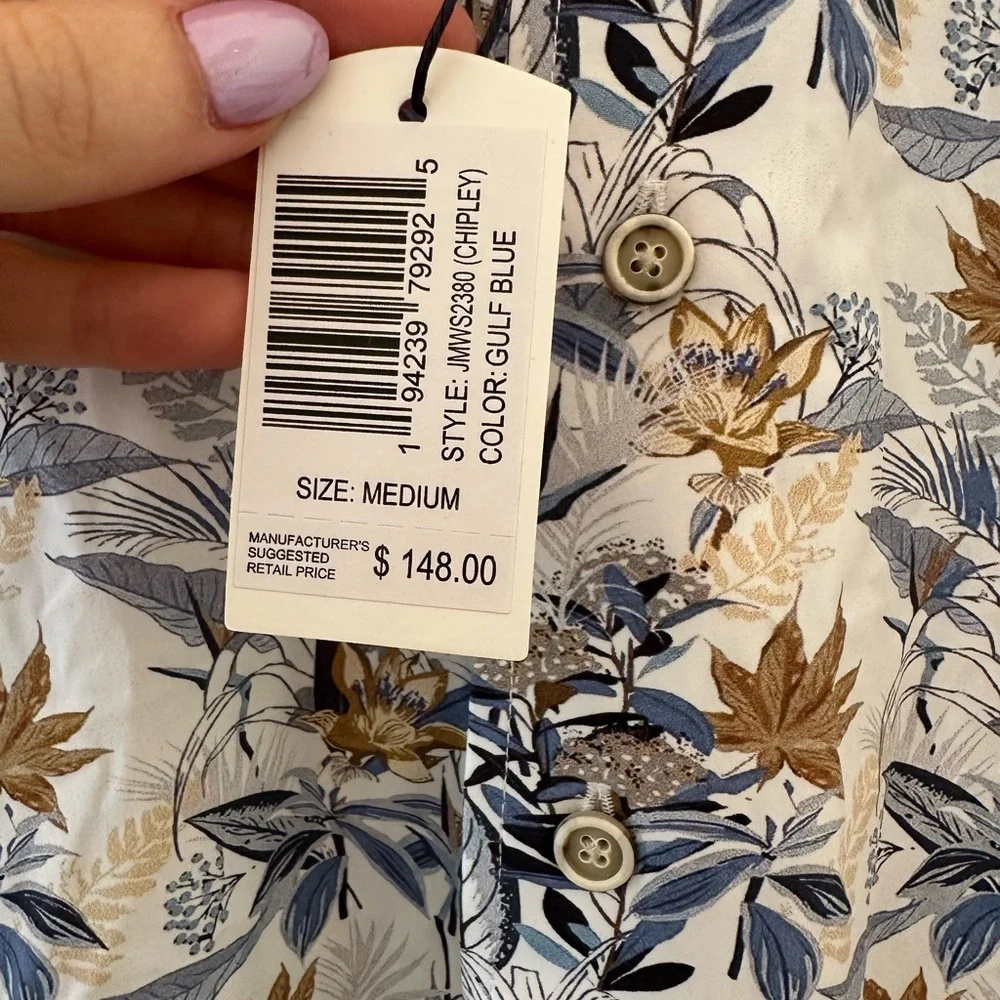 1 94239 79292 5
STYLE: JMWS2380 (CHIPLEY)
COLOR: GULF BLUE
SIZE: MEDIUM
MANUFACTURER'S
SUGGESTED
RETAIL PRICE
$ 148.00